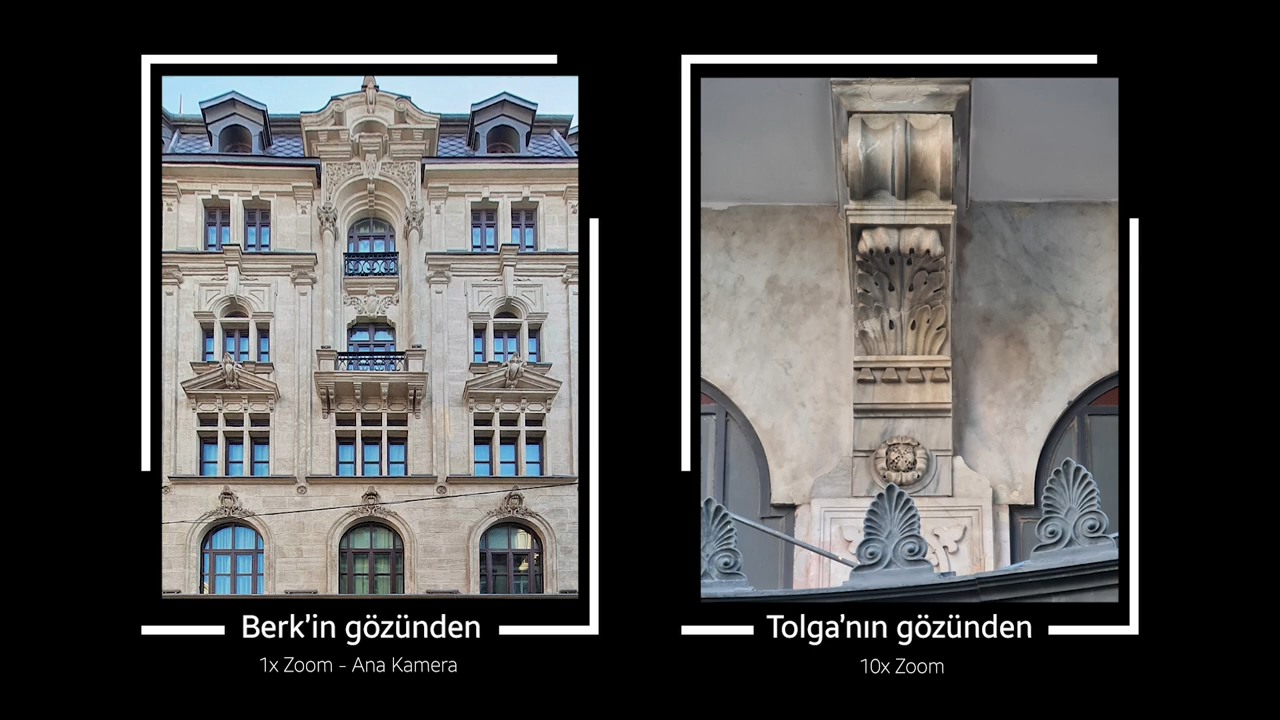 Berk'in gözünden
1x Zoom - Ana Kamera
Tolga'nın gözünden
10x Zoom